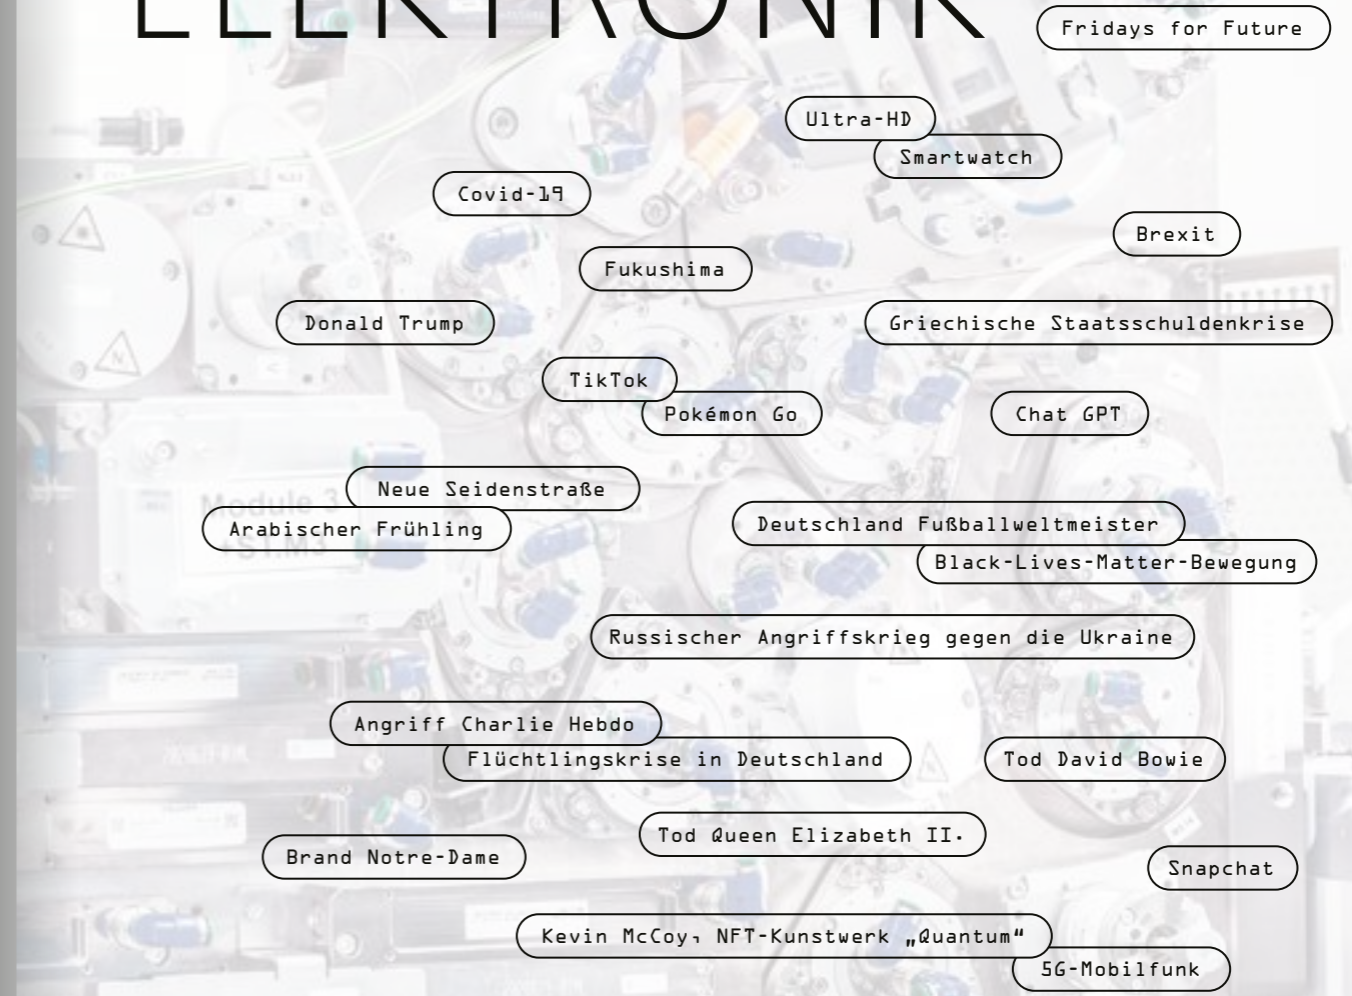 ELEKTRONIK
Fridays for Future
Ultra-HD
Smartwatch
Covid-19
Brexit
Fukushima
Donald Trump
Griechische Staatsschuldenkrise
TikTok
Pokémon Go
Chat GPT
Neue Seidenstraße
Module 3
Arabischer Frühling
Deutschland Fußballweltmeister
Black-Lives-Matter-Bewegung
Russischer Angriffskrieg gegen die Ukraine
Angriff Charlie Hebdo
Flüchtlingskrise in Deutschland
Tod David Bowie
Tod Queen Elizabeth II.
Brand Notre-Dame
Snapchat
Kevin McCoy, NFT-Kunstwerk „Quantum“
5G-Mobilfunk